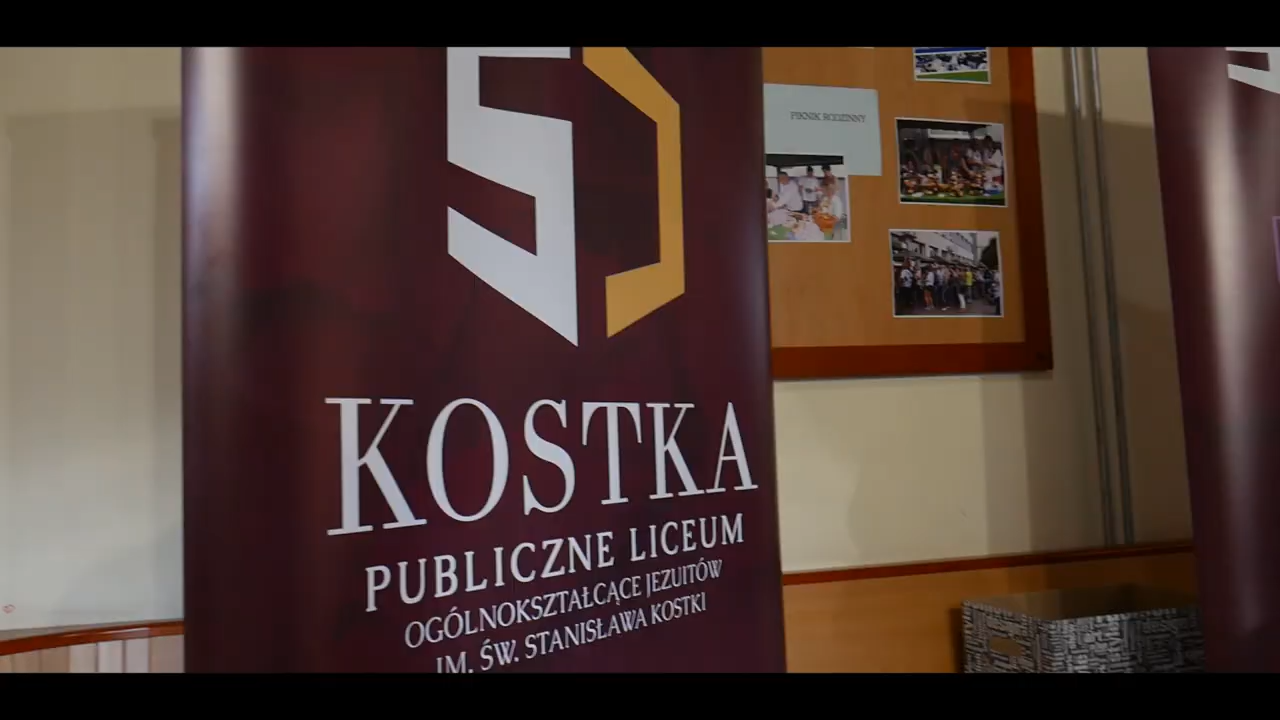 KOSTKA
PUBLICZNE LICEUM
OGÓLNOKSZTAŁCĄCE JEZUITÓW
IM. ŚW. STANISŁAWA KOSTKI
PIKNIK RODZINNY